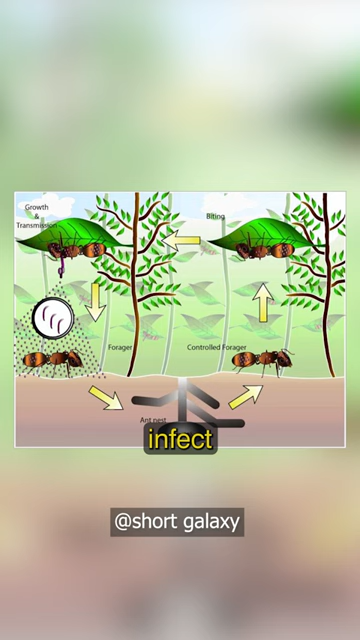 Growth
&
Transmission
Biting
Forager
Controlled Forager
Ant nest
infect
@short galaxy